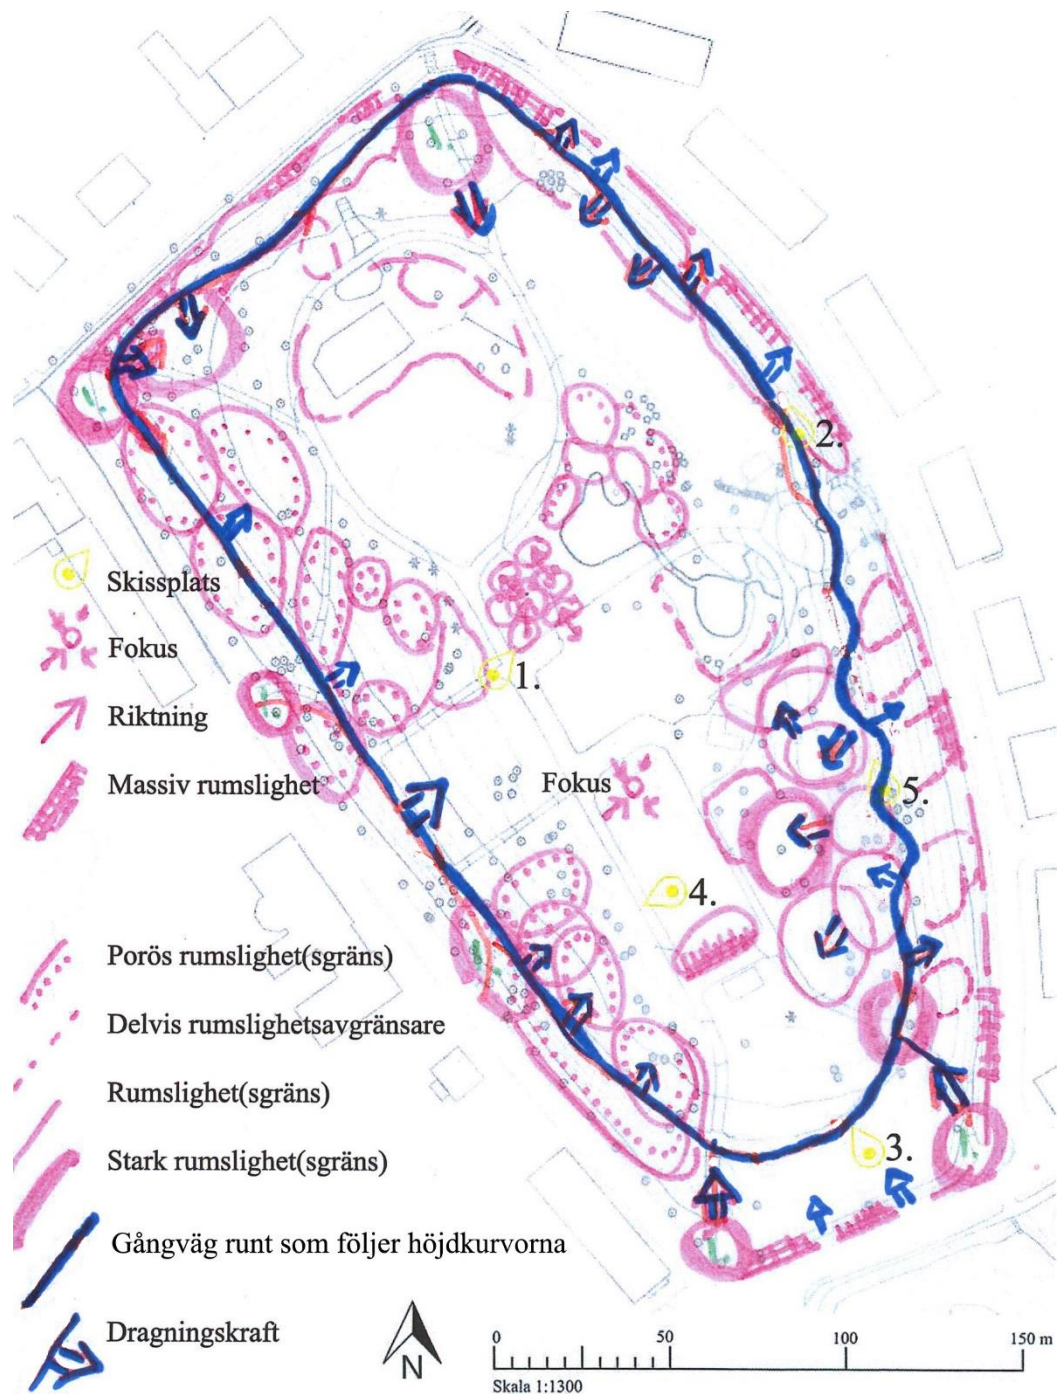 2.
Skissplats
Fokus
1.
Riktning
Massiv rumslighet
Fokus
5.
4.
Porös rumslighet(sgräns)
Delvis rumslighetsavgränsare
Rumslighet(sgräns)
3.
Stark rumslighet(sgräns)
Gångväg runt som följer höjdkurvorna
Dragningskraft
N
0 50 100 150 m
Skala 1:1300